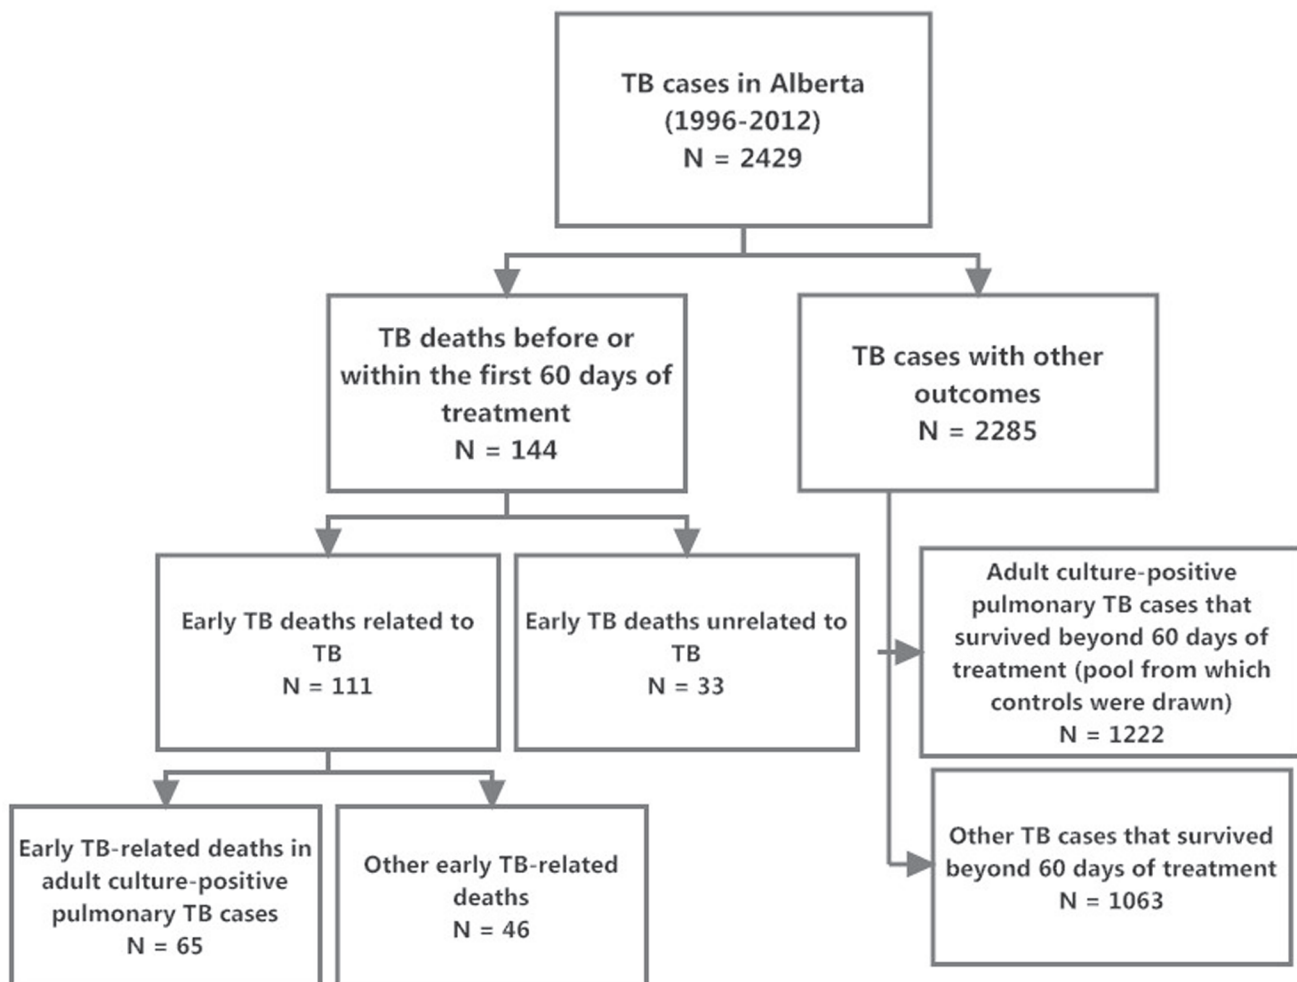 TB cases in Alberta
(1996-2012)
N = 2429
TB deaths before or
within the first 60 days of
treatment
N = 144
TB cases with other
outcomes
N = 2285
Early TB deaths related to
TB
N = 111
Early TB deaths unrelated to
TB
N = 33
Adult culture-positive
pulmonary TB cases that
survived beyond 60 days of
treatment (pool from which
controls were drawn)
N = 1222
Early TB-related deaths in
adult culture-positive
pulmonary TB cases
N = 65
Other early TB-related
deaths
N = 46
Other TB cases that survived
beyond 60 days of treatment
N = 1063